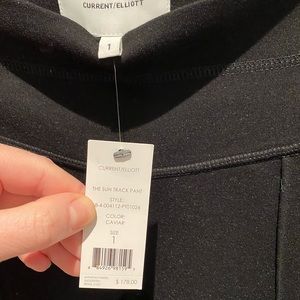 CURRENT/ELLIOTT
1
CURRENT/ELLIOTT
THE SUN TRACK PANT
STYLE:
COLOR:
CAVIAR
SIZE
1
$ 178.00